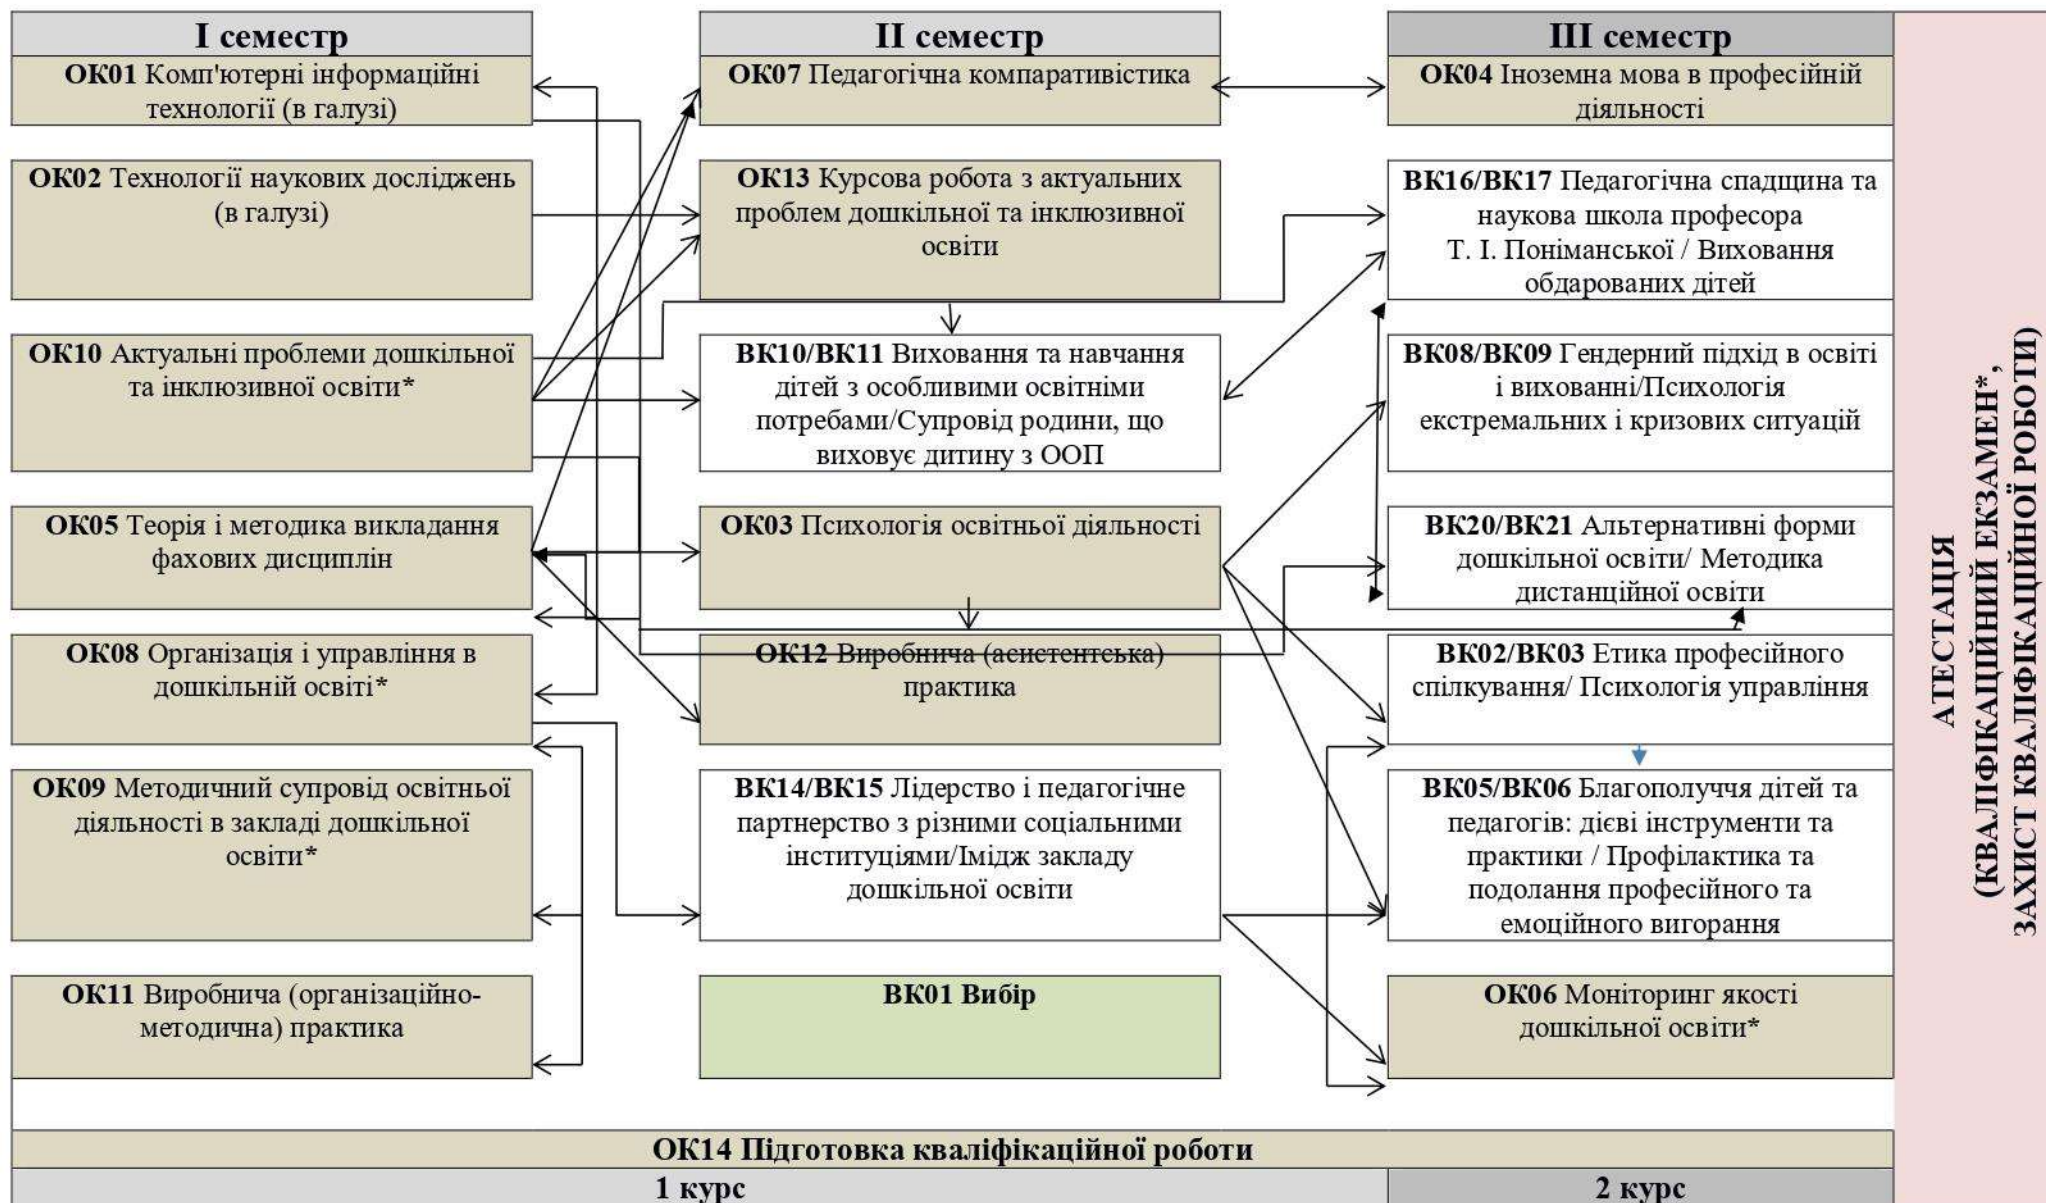 І семестр
ОК01 Комп'ютерні інформаційні
технології (в галузі)
ОК02 Технології наукових досліджень
(в галузі)
ОК10 Актуальні проблеми дошкільної
та інклюзивної освіти*
ОК05 Теорія і методика викладання
фахових дисциплін
ОК08 Організація і управління в
дошкільній освіті*
ОК09 Методичний супровід освітньої
діяльності в закладі дошкільної
освіти*
ОК11 Виробнича (організаційно-
методична) практика
ІІ семестр
ОК07 Педагогічна компаративістика
ОК13 Курсова робота з актуальних
проблем дошкільної та інклюзивної
освіти
ВК10/ВК11 Виховання та навчання
дітей з особливими освітніми
потребами/Супровід родини, що
виховує дитину з ООП
ОК03 Психологія освітньої діяльності
ОК12 Виробнича (асистентська)
практика
ВК14/ВК15 Лідерство і педагогічне
партнерство з різними соціальними
інституціями/Імідж закладу
дошкільної освіти
ВК01 Вибір
ІІІ семестр
ОК04 Іноземна мова в професійній
діяльності
ВК16/ВК17 Педагогічна спадщина та
наукова школа професора
Т. І. Поніманської / Виховання
обдарованих дітей
ВК08/ВК09 Гендерний підхід в освіті
і вихованні/Психологія
екстремальних і кризових ситуацій
ВК20/ВК21 Альтернативні форми
дошкільної освіти/ Методика
дистанційної освіти
ВК02/ВК03 Етика професійного
спілкування/ Психологія управління
ВК05/ВК06 Благополуччя дітей та
педагогів: дієві інструменти та
практики / Профілактика та
подолання професійного та
емоційного вигорання
ОК06 Моніторинг якості
дошкільної освіти*
АТЕСТАЦІЯ
(КВАЛІФІКАЦІЙНИЙ ЕКЗАМЕН*,
ЗАХИСТ КВАЛІФІКАЦІЙНОЇ РОБОТИ)
ОК14 Підготовка кваліфікаційної роботи
1 курс
2 курс